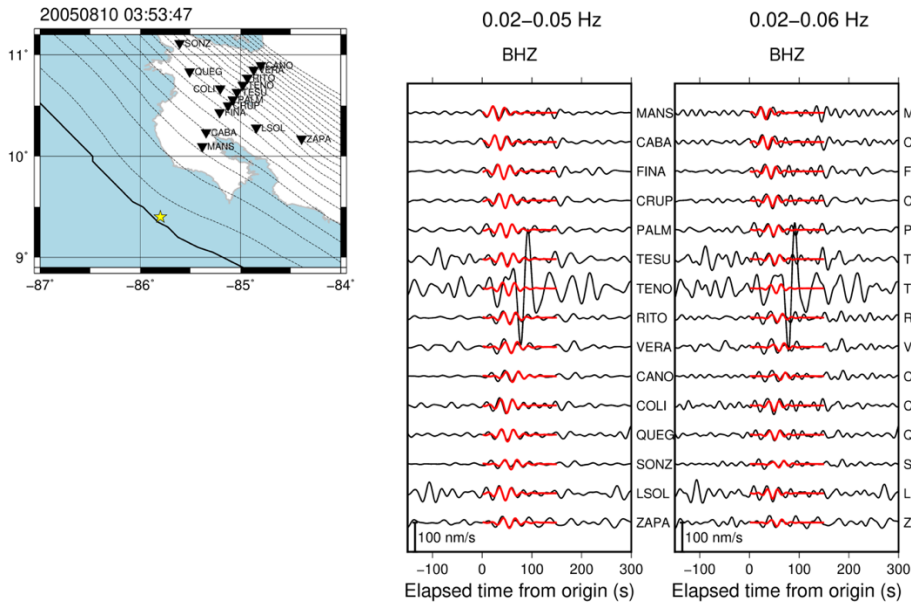 20050810 03:53:47
0.02−0.05 Hz
0.02−0.06 Hz
BHZ
BHZ
11°
10°
9°
−87°
−86°
−85°
−84°
SONZ
QUEG
COLI
CANO
VERA
RITO
TENO
TESU
PALM
CRUP
FINA
CABA
MANS
LSOL
ZAPA
MANS
CABA
FINA
CRUP
PALM
TESU
TENO
RITO
VERA
CANO
COLI
QUEG
SONZ
LSOL
ZAPA
M
C
F
C
P
T
T
R
V
C
C
Q
S
L
Z
100 nm/s
100 nm/s
−100
0
100
200
300
−100
0
100
200
300
Elapsed time from origin (s)
Elapsed time from origin (s)